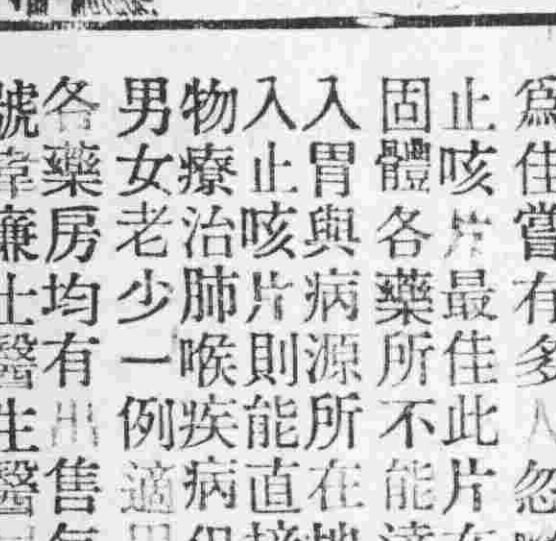 爲佳嘗有多人忽
止咳片最佳此片
固體各藥所不能
入胃與病源所在
入止咳片則能直
物療治肺喉疾病
男女老少一例適
各藥房均有出售
號韋廉士醫生醫